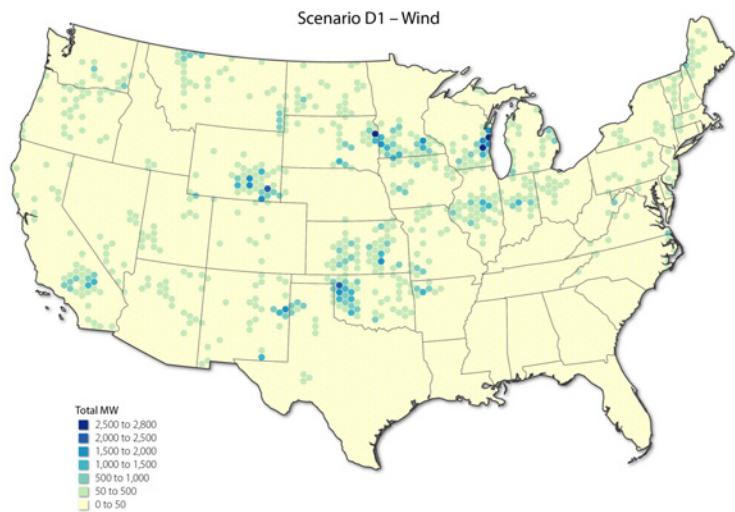 Scenario D1 – Wind
Total MW
2,500 to 2,800
2,000 to 2,500
1,500 to 2,000
1,000 to 1,500
500 to 1,000
50 to 500
0 to 50